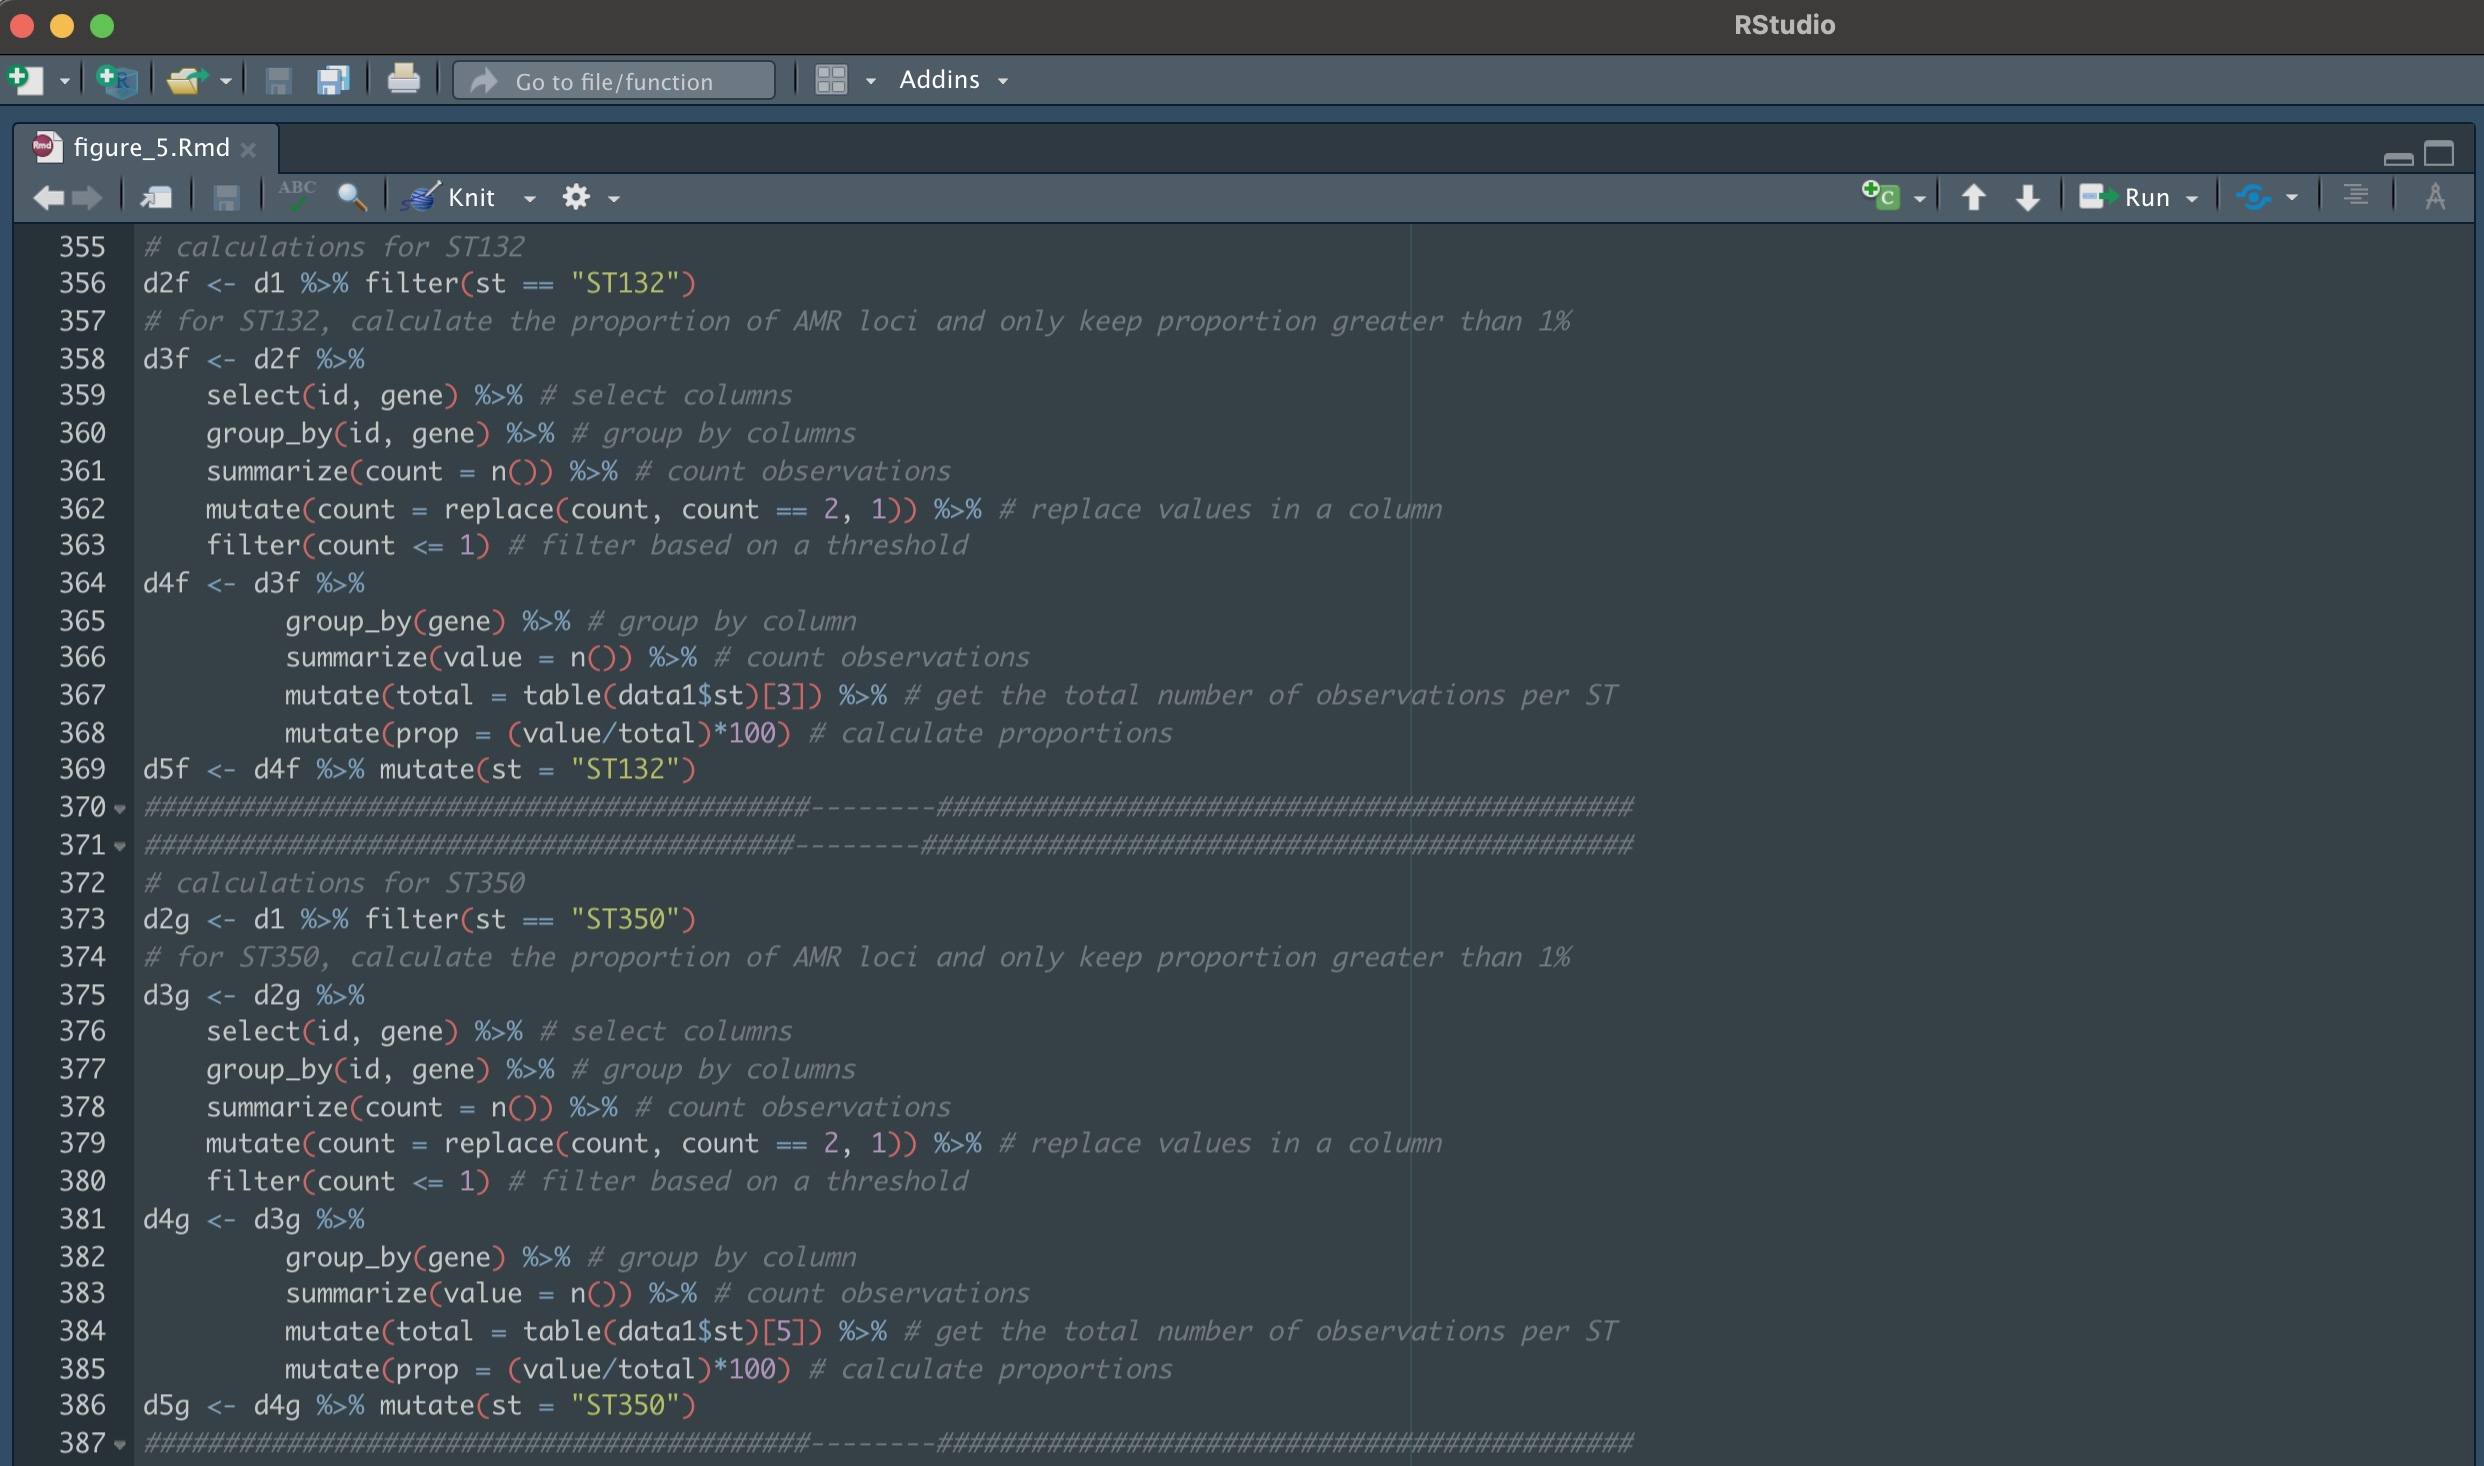 RStudio
Go to file/function Addins
figure_5.Rmd
ABC Knit Run
355 # calculations for ST132
356 d2f <- d1 %>% filter(st == "ST132")
357 # for ST132, calculate the proportion of AMR loci and only keep proportion greater than 1%
358 d3f <- d2f %>%
359     select(id, gene) %>% # select columns
360     group_by(id, gene) %>% # group by columns
361     summarize(count = n()) %>% # count observations
362     mutate(count = replace(count, count == 2, 1)) %>% # replace values in a column
363     filter(count <= 1) # filter based on a threshold
364 d4f <- d3f %>%
365          group_by(gene) %>% # group by column
366          summarize(value = n()) %>% # count observations
367          mutate(total = table(data1$st)[3]) %>% # get the total number of observations per ST
368          mutate(prop = (value/total)*100) # calculate proportions
369 d5f <- d4f %>% mutate(st = "ST132")
370 ##########################################--------############################################
371 #########################################--------#############################################
372 # calculations for ST350
373 d2g <- d1 %>% filter(st == "ST350")
374 # for ST350, calculate the proportion of AMR loci and only keep proportion greater than 1%
375 d3g <- d2g %>%
376     select(id, gene) %>% # select columns
377     group_by(id, gene) %>% # group by columns
378     summarize(count = n()) %>% # count observations
379     mutate(count = replace(count, count == 2, 1)) %>% # replace values in a column
380     filter(count <= 1) # filter based on a threshold
381 d4g <- d3g %>%
382          group_by(gene) %>% # group by column
383          summarize(value = n()) %>% # count observations
384          mutate(total = table(data1$st)[5]) %>% # get the total number of observations per ST
385          mutate(prop = (value/total)*100) # calculate proportions
386 d5g <- d4g %>% mutate(st = "ST350")
387 ##########################################--------############################################